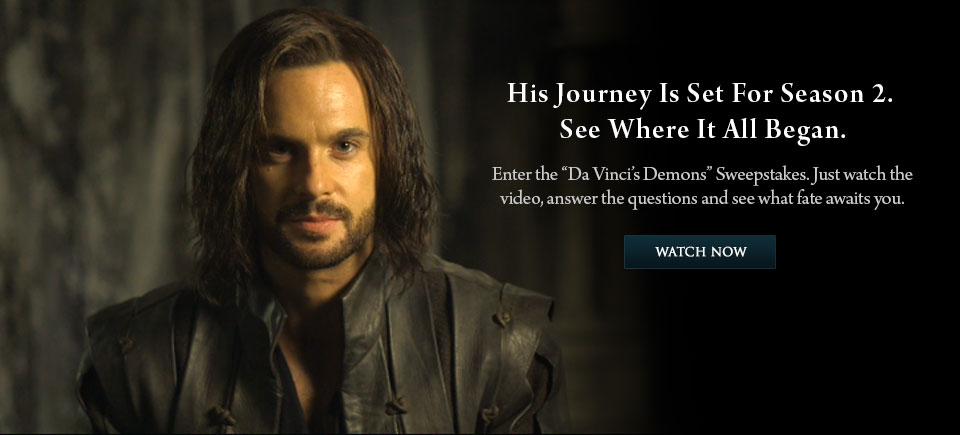 His Journey Is Set For Season 2.
See Where It All Began.
Enter the “Da Vinci’s Demons” Sweepstakes. Just watch the
video, answer the questions and see what fate awaits you.
WATCH NOW